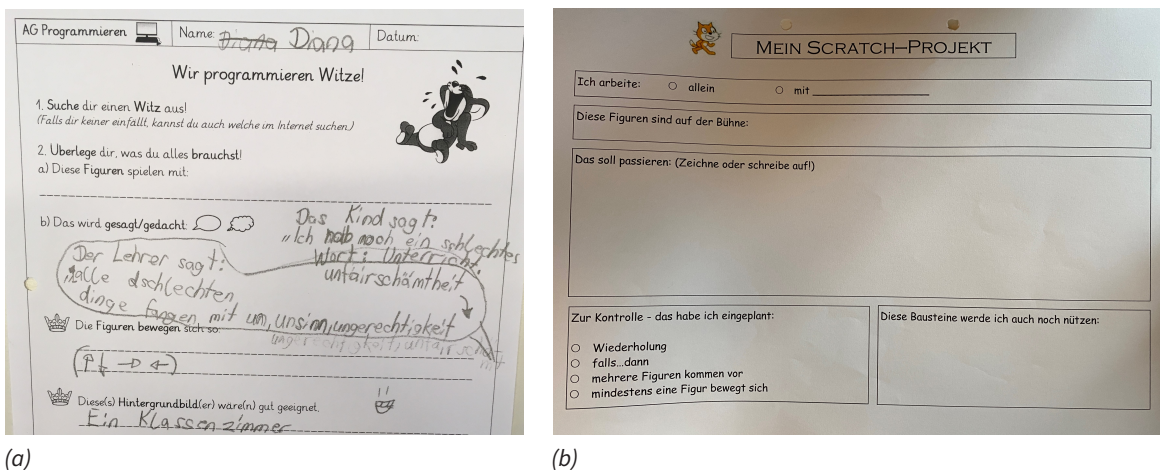 AG Programmieren
Name: Diana Diana
Datum:
Wir programmieren Witze!
1. Suche dir einen Witz aus!
(Falls dir keiner einfällt, kannst du auch welche im Internet suchen.)
2. Überlege dir, was du alles brauchst!
a) Diese Figuren spielen mit:
b) Das wird gesagt/gedacht:
Das Kind sagt:
„Ich hab noch ein schlechtes
Wort: Unterricht.
unfairschämtheit
Der Lehrer sagt:
alle dschlechten
dinge fangen mit un, unsinn, ungerechtigkeit
ungerechtigkeit, unfairschät
Die Figuren bewegen sich so:
(↑↓ → ←)
Diese(s) Hintergrundbild(er) wäre(n) gut geeignet.
Ein Klassenzimmer
(a)
MEIN SCRATCH–PROJEKT
Ich arbeite:
allein
mit
Diese Figuren sind auf der Bühne:
Das soll passieren: (Zeichne oder schreibe auf!)
Zur Kontrolle - das habe ich eingeplant:
Wiederholung
falls...dann
mehrere Figuren kommen vor
mindestens eine Figur bewegt sich
Diese Bausteine werde ich auch noch nützen:
(b)